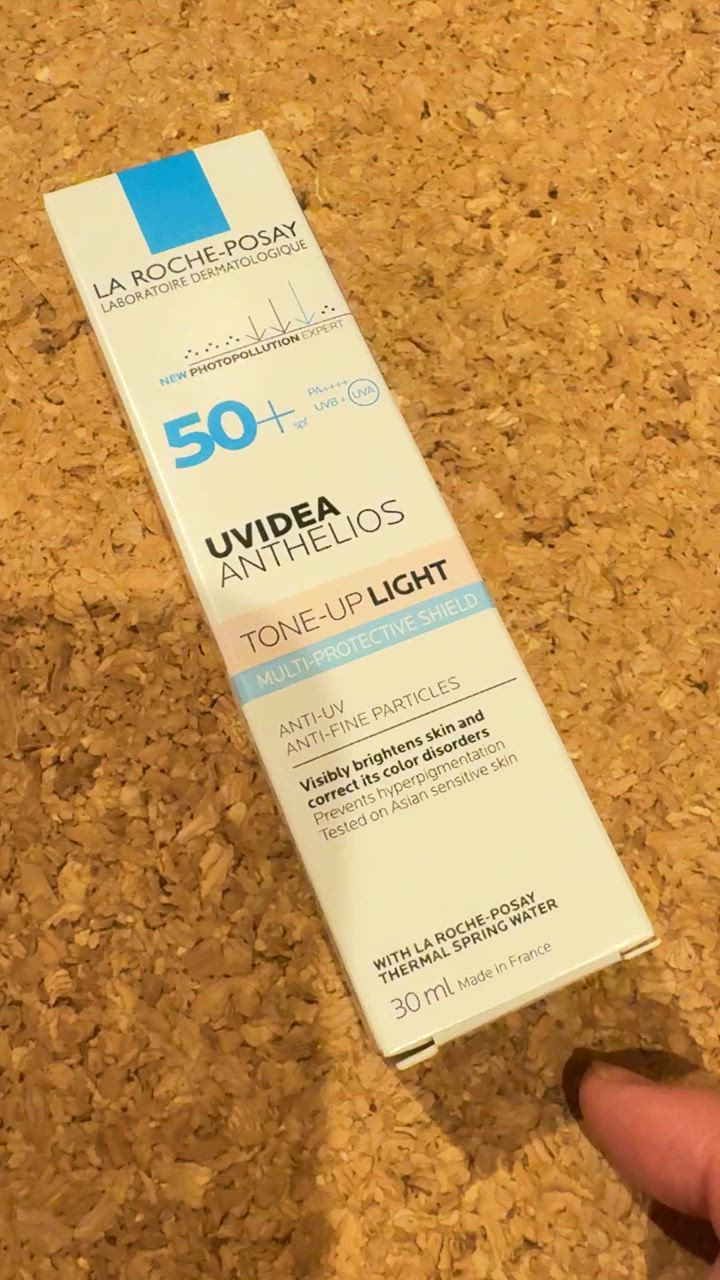 LA ROCHE-POSAY
LABORATOIRE DERMATOLOGIQUE
NEW PHOTOPOLLUTION EXPERT
50+ spf
PA++++
UVB + UVA
UVIDEA
ANTHELIOS
TONE-UP LIGHT
MULTI-PROTECTIVE SHIELD
ANTI-UV
ANTI-FINE PARTICLES
Visibly brightens skin and
correct its color disorders
Prevents hyperpigmentation
Tested on Asian sensitive skin
WITH LA ROCHE-POSAY
THERMAL SPRING WATER
30 ml Made in France